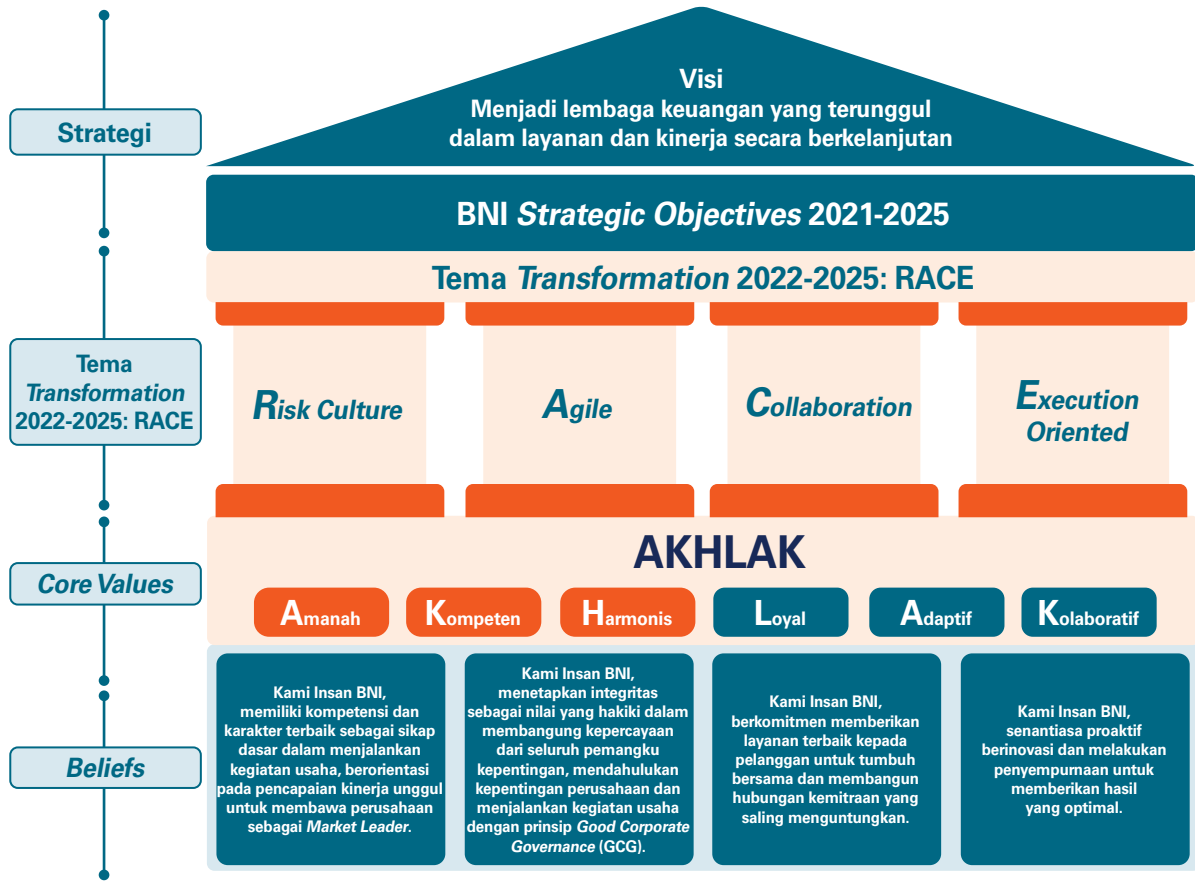 Visi
Menjadi lembaga keuangan yang terunggul
dalam layanan dan kinerja secara berkelanjutan
Strategi
BNI Strategic Objectives 2021-2025
Tema Transformation 2022-2025: RACE
Tema
Transformation
2022-2025: RACE
Risk Culture
Agile
Collaboration
Execution
Oriented
AKHLAK
Core Values
Amanah
Kompeten
Harmonis
Loyal
Adaptif
Kolaboratif
Beliefs
Kami Insan BNI,
memiliki kompetensi dan
karakter terbaik sebagai sikap
dasar dalam menjalankan
kegiatan usaha, berorientasi
pada pencapaian kinerja unggul
untuk membawa perusahaan
sebagai Market Leader.
Kami Insan BNI,
menetapkan integritas
sebagai nilai yang hakiki dalam
membangung kepercayaan
dari seluruh pemangku
kepentingan, mendahulukan
kepentingan perusahaan dan
menjalankan kegiatan usaha
dengan prinsip Good Corporate
Governance (GCG).
Kami Insan BNI,
berkomitmen memberikan
layanan terbaik kepada
pelanggan untuk tumbuh
bersama dan membangun
hubungan kemitraan yang
saling menguntungkan.
Kami Insan BNI,
senantiasa proaktif
berinovasi dan melakukan
penyempurnaan untuk
memberikan hasil
yang optimal.